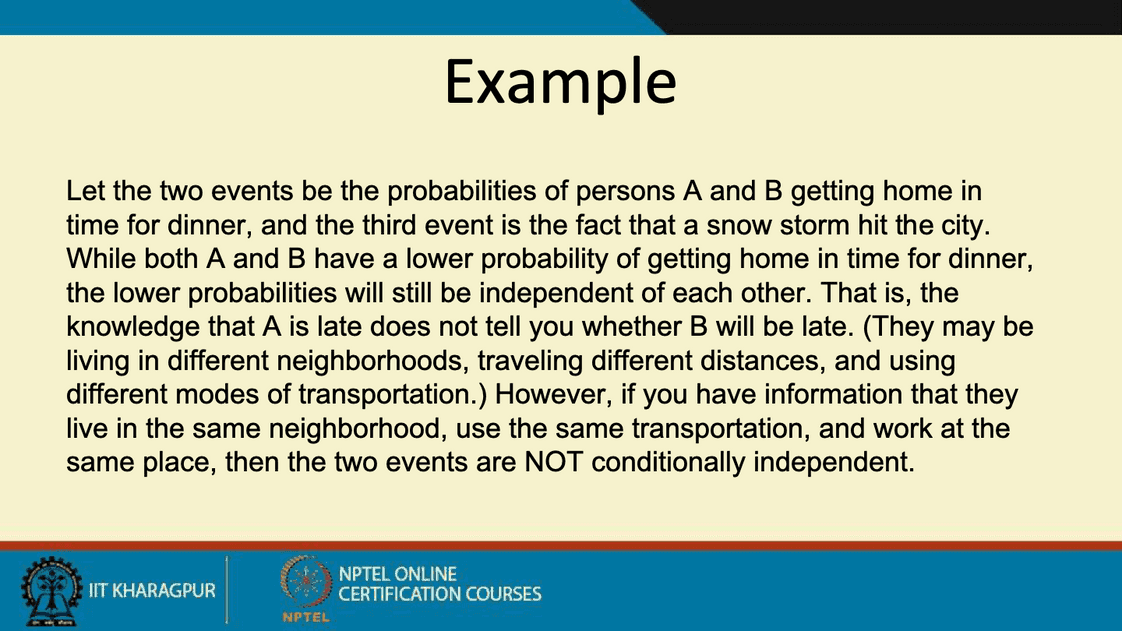 Example
Let the two events be the probabilities of persons A and B getting home in
time for dinner, and the third event is the fact that a snow storm hit the city.
While both A and B have a lower probability of getting home in time for dinner,
the lower probabilities will still be independent of each other. That is, the
knowledge that A is late does not tell you whether B will be late. (They may be
living in different neighborhoods, traveling different distances, and using
different modes of transportation.) However, if you have information that they
live in the same neighborhood, use the same transportation, and work at the
same place, then the two events are NOT conditionally independent.
IIT KHARAGPUR
NPTEL
NPTEL ONLINE
CERTIFICATION COURSES